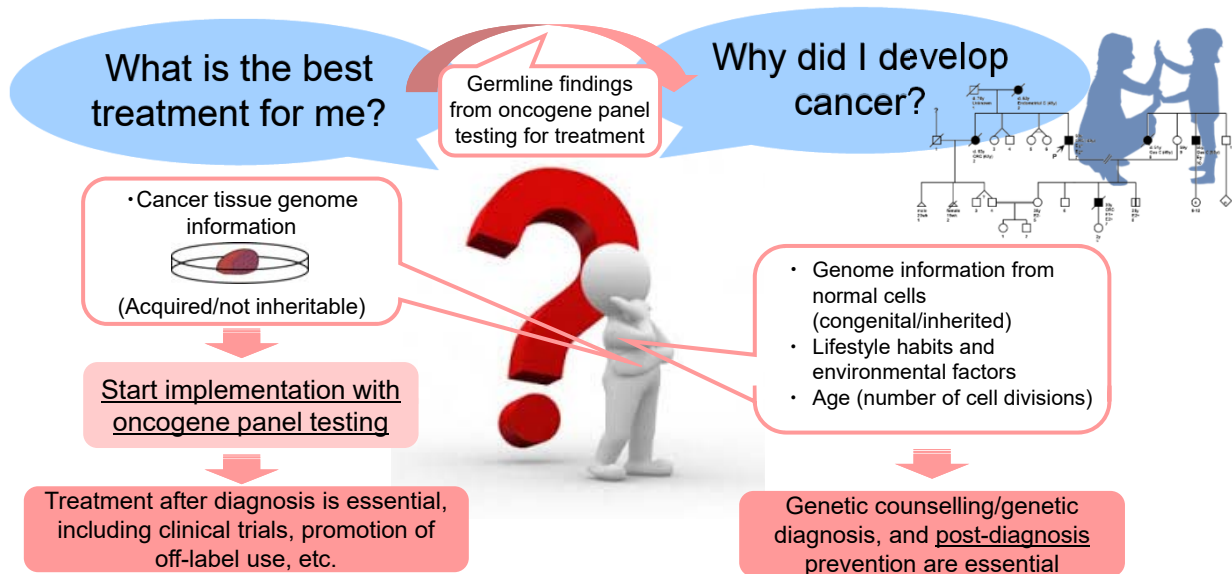 What is the best
treatment for me?
Germline findings
from oncogene panel
testing for treatment
Why did I develop
cancer?
P
・Cancer tissue genome
information
(Acquired/not inheritable)
Start implementation with
oncogene panel testing
Treatment after diagnosis is essential,
including clinical trials, promotion of
off-label use, etc.
・ Genome information from
normal cells
(congenital/inherited)
・ Lifestyle habits and
environmental factors
・ Age (number of cell divisions)
Genetic counselling/genetic
diagnosis, and post-diagnosis
prevention are essential